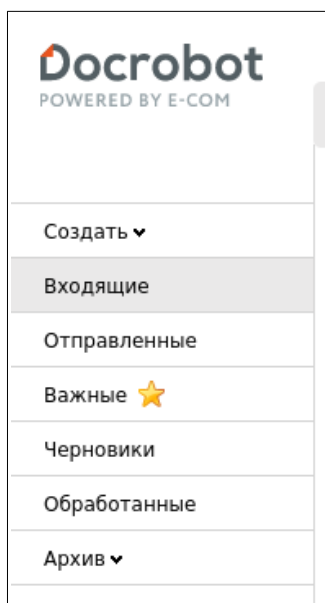 Docrobot
POWERED BY E-COM
Создать
Входящие
Отправленные
Важные
Черновики
Обработанные
Архив